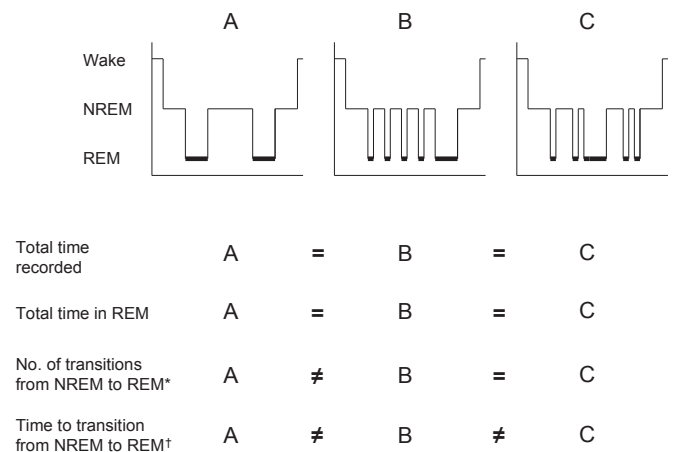 A B C
Wake
NREM
REM
Total time
recorded A = B = C
Total time in REM A = B = C
No. of transitions
from NREM to REM* A ≠ B = C
Time to transition
from NREM to REM† A ≠ B ≠ C